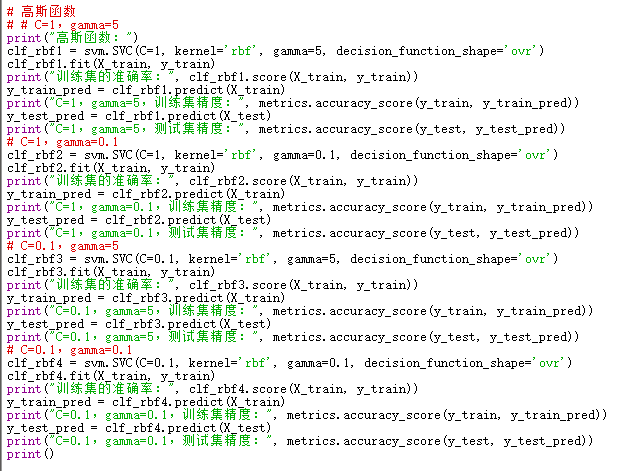 # 高斯函数
# # C=1，gamma=5
print("高斯函数：")
clf_rbf1 = svm.SVC(C=1, kernel='rbf', gamma=5, decision_function_shape='ovr')
clf_rbf1.fit(X_train, y_train)
print("训练集的准确率：", clf_rbf1.score(X_train, y_train))
y_train_pred = clf_rbf1.predict(X_train)
print("C=1，gamma=5，训练集精度：", metrics.accuracy_score(y_train, y_train_pred))
y_test_pred = clf_rbf1.predict(X_test)
print("C=1，gamma=5，测试集精度：", metrics.accuracy_score(y_test, y_test_pred))
# C=1，gamma=0.1
clf_rbf2 = svm.SVC(C=1, kernel='rbf', gamma=0.1, decision_function_shape='ovr')
clf_rbf2.fit(X_train, y_train)
print("训练集的准确率：", clf_rbf2.score(X_train, y_train))
y_train_pred = clf_rbf2.predict(X_train)
print("C=1，gamma=0.1，训练集精度：", metrics.accuracy_score(y_train, y_train_pred))
y_test_pred = clf_rbf2.predict(X_test)
print("C=1，gamma=0.1，测试集精度：", metrics.accuracy_score(y_test, y_test_pred))
# C=0.1，gamma=5
clf_rbf3 = svm.SVC(C=0.1, kernel='rbf', gamma=5, decision_function_shape='ovr')
clf_rbf3.fit(X_train, y_train)
print("训练集的准确率：", clf_rbf3.score(X_train, y_train))
y_train_pred = clf_rbf3.predict(X_train)
print("C=0.1，gamma=5，训练集精度：", metrics.accuracy_score(y_train, y_train_pred))
y_test_pred = clf_rbf3.predict(X_test)
print("C=0.1，gamma=5，测试集精度：", metrics.accuracy_score(y_test, y_test_pred))
# C=0.1，gamma=0.1
clf_rbf4 = svm.SVC(C=0.1, kernel='rbf', gamma=0.1, decision_function_shape='ovr')
clf_rbf4.fit(X_train, y_train)
print("训练集的准确率：", clf_rbf4.score(X_train, y_train))
y_train_pred = clf_rbf4.predict(X_train)
print("C=0.1，gamma=0.1，训练集精度：", metrics.accuracy_score(y_train, y_train_pred))
y_test_pred = clf_rbf4.predict(X_test)
print("C=0.1，gamma=0.1，测试集精度：", metrics.accuracy_score(y_test, y_test_pred))
print()